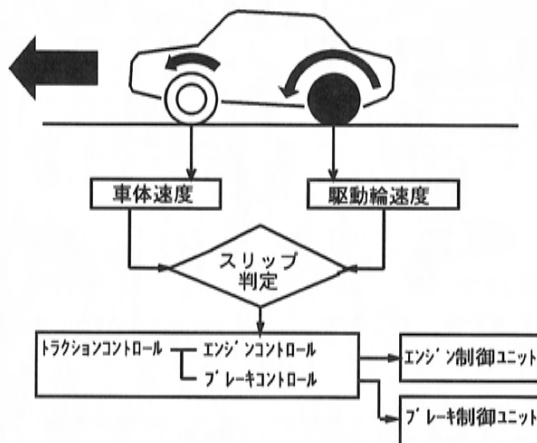 車体速度
駆動輪速度
スリップ
判定
トラクションコントロール
エンジンコントロール
ブレーキコントロール
エンジン制御ユニット
ブレーキ制御ユニット